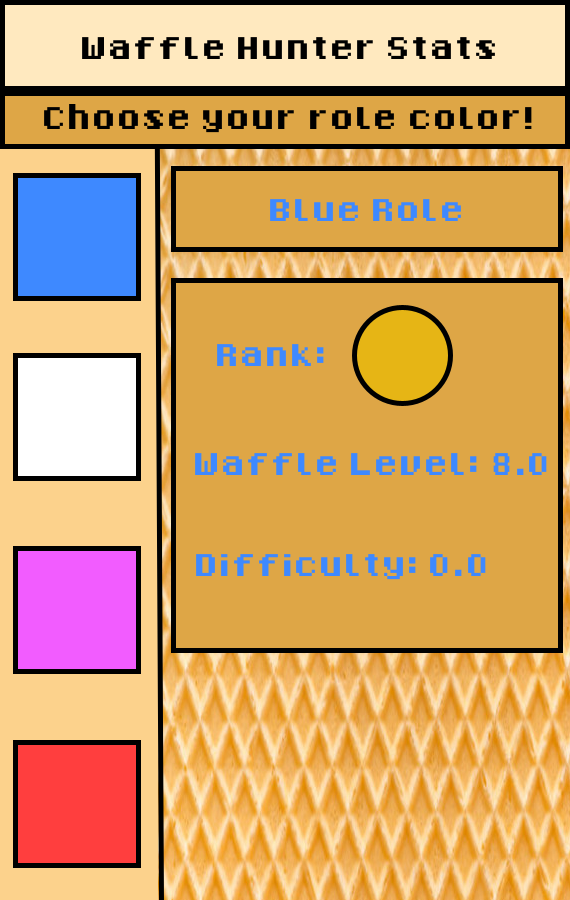 Waffle Hunter Stats
Choose your role color!
Blue Role
Rank:
Waffle Level: 8.0
Difficulty: 0.0